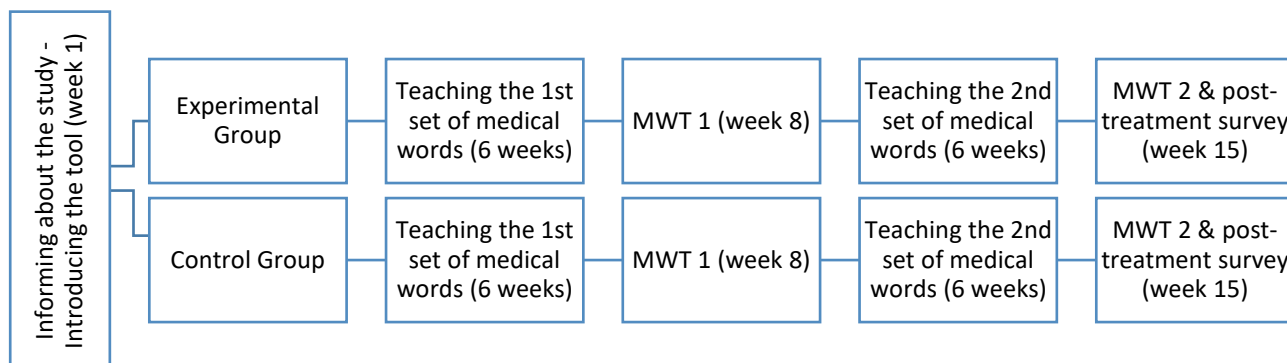 Informing about the study -
Introducing the tool (week 1)
Experimental
Group
Teaching the 1st
set of medical
words (6 weeks)
MWT 1 (week 8)
Teaching the 2nd
set of medical
words (6 weeks)
MWT 2 & post-
treatment survey
(week 15)
Control Group
Teaching the 1st
set of medical
words (6 weeks)
MWT 1 (week 8)
Teaching the 2nd
set of medical
words (6 weeks)
MWT 2 & post-
treatment survey
(week 15)